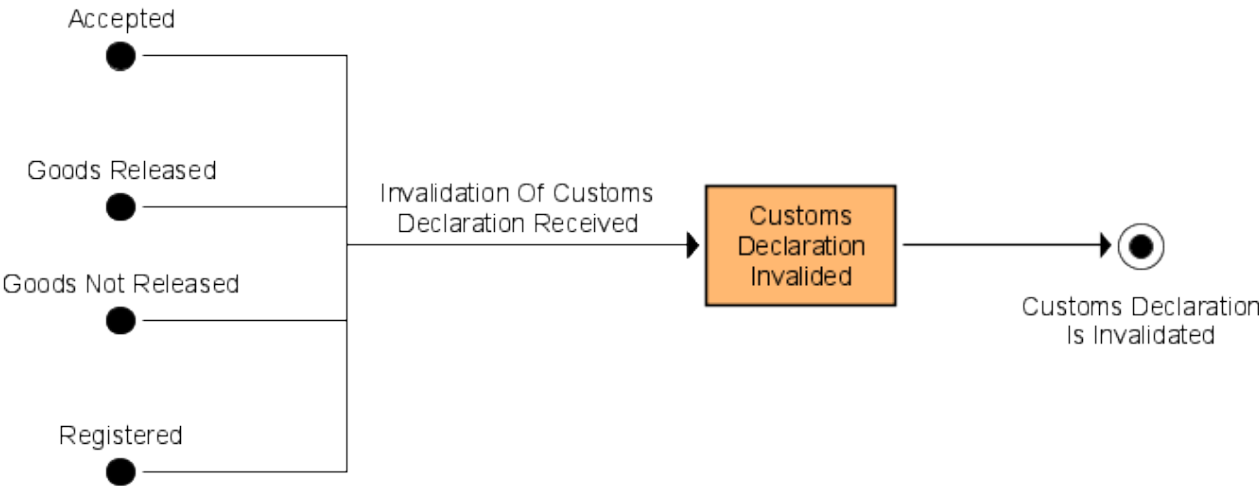 Accepted
Goods Released
Goods Not Released
Registered
Invalidation Of Customs
Declaration Received
Customs
Declaration
Invalided
Customs Declaration
Is Invalidated